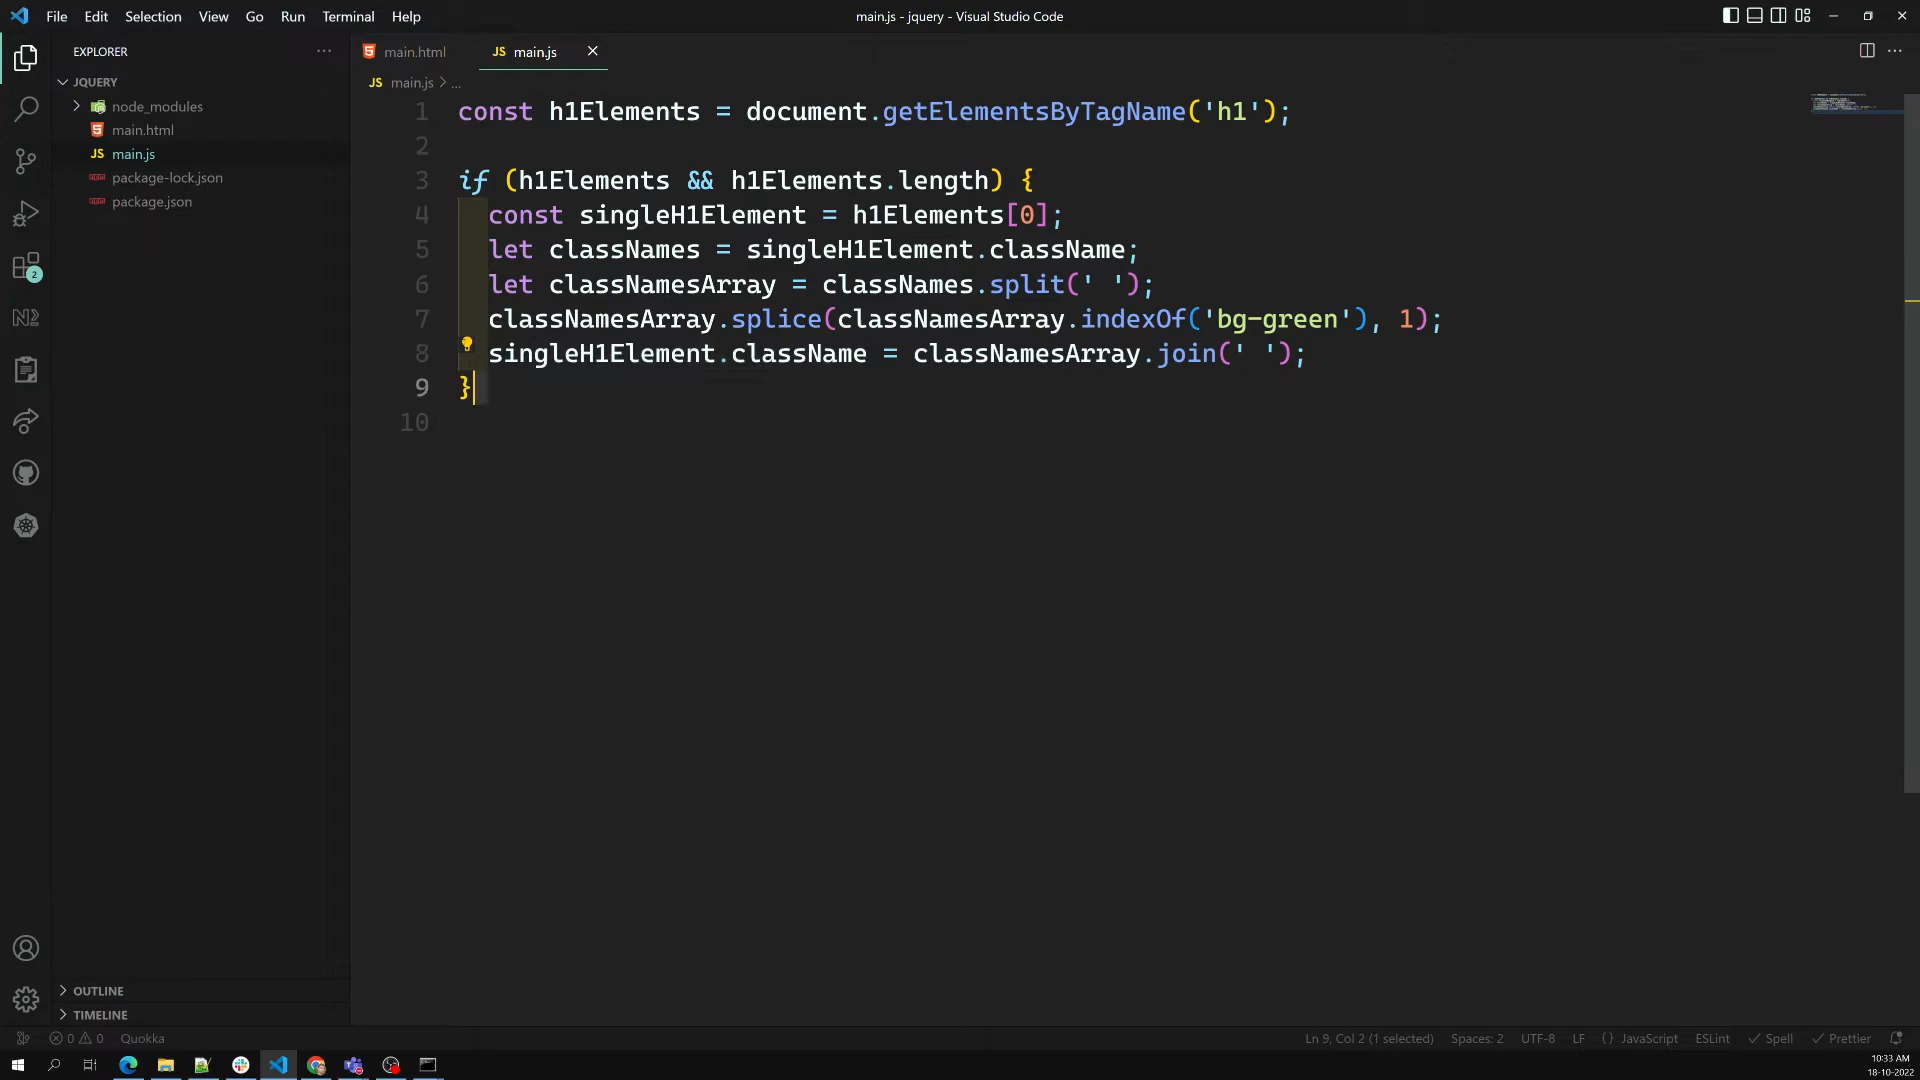 File Edit Selection View Go Run Terminal Help
main.js - jquery - Visual Studio Code
EXPLORER
JQUERY
node_modules
main.html
JS main.js
package-lock.json
package.json
OUTLINE
TIMELINE
2
main.html
JS main.js
JS main.js > ...
1 const h1Elements = document.getElementsByTagName('h1');
2
3 if (h1Elements && h1Elements.length) {
4 const singleH1Element = h1Elements[0];
5 let classNames = singleH1Element.className;
6 let classNamesArray = classNames.split(' ');
7 classNamesArray.splice(classNamesArray.indexOf('bg-green'), 1);
8 singleH1Element.className = classNamesArray.join(' ');
9 }
10
0 0 Quokka
Ln 9, Col 2 (1 selected) Spaces: 2 UTF-8 LF { } JavaScript ESLint Spell Prettier
10:33 AM
18-10-2022